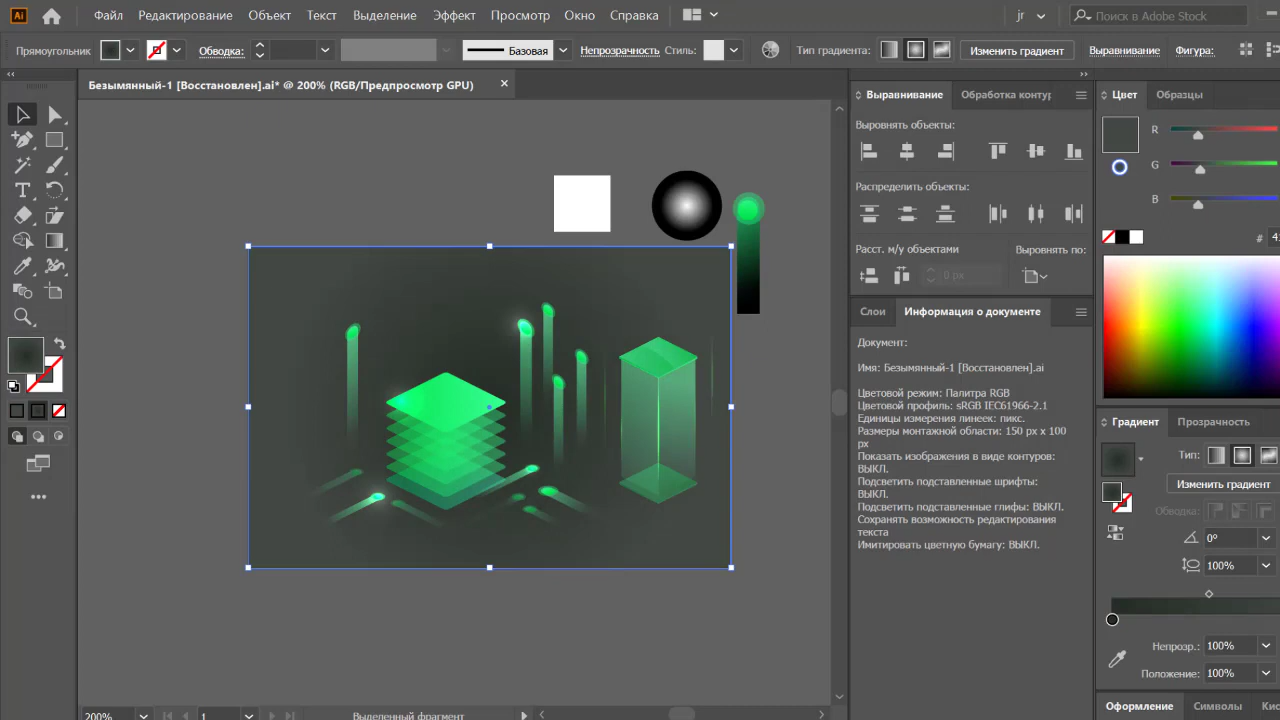 Ai
Файл
Редактирование
Объект
Текст
Выделение
Эффект
Просмотр
Окно
Справка
jr
Поиск в Adobe Stock
Прямоугольник
Обводка:
Базовая
Непрозрачность
Стиль:
Тип градиента:
Изменить градиент
Выравнивание
Фигура:
Безымянный-1 [Восстановлен].ai* @ 200% (RGB/Предпросмотр GPU)
Выравнивание
Обработка контур
Выровнять объекты:
Распределить объекты:
Расст. м/у объектами
Выровнять по:
0 px
Слои
Информация о документе
Документ:
Имя: Безымянный-1 [Восстановлен].ai
Цветовой режим: Палитра RGB
Цветовой профиль: sRGB IEC61966-2.1
Единицы измерения линеек: пикс.
Размеры монтажной области: 150 px x 100
px
Показать изображения в виде контуров:
ВЫКЛ.
Подсветить подставленные шрифты:
ВЫКЛ.
Подсветить подставленные глифы: ВЫКЛ.
Сохранять возможность редактирования
текста
Имитировать цветную бумагу: ВЫКЛ.
Цвет
Образцы
R
G
B
#
Градиент
Прозрачность
Тип:
Изменить градиент
Обводка:
0°
100%
Непрозр.:
100%
Положение:
100%
Оформление
Символы
200%
1
Выделенный фрагмент